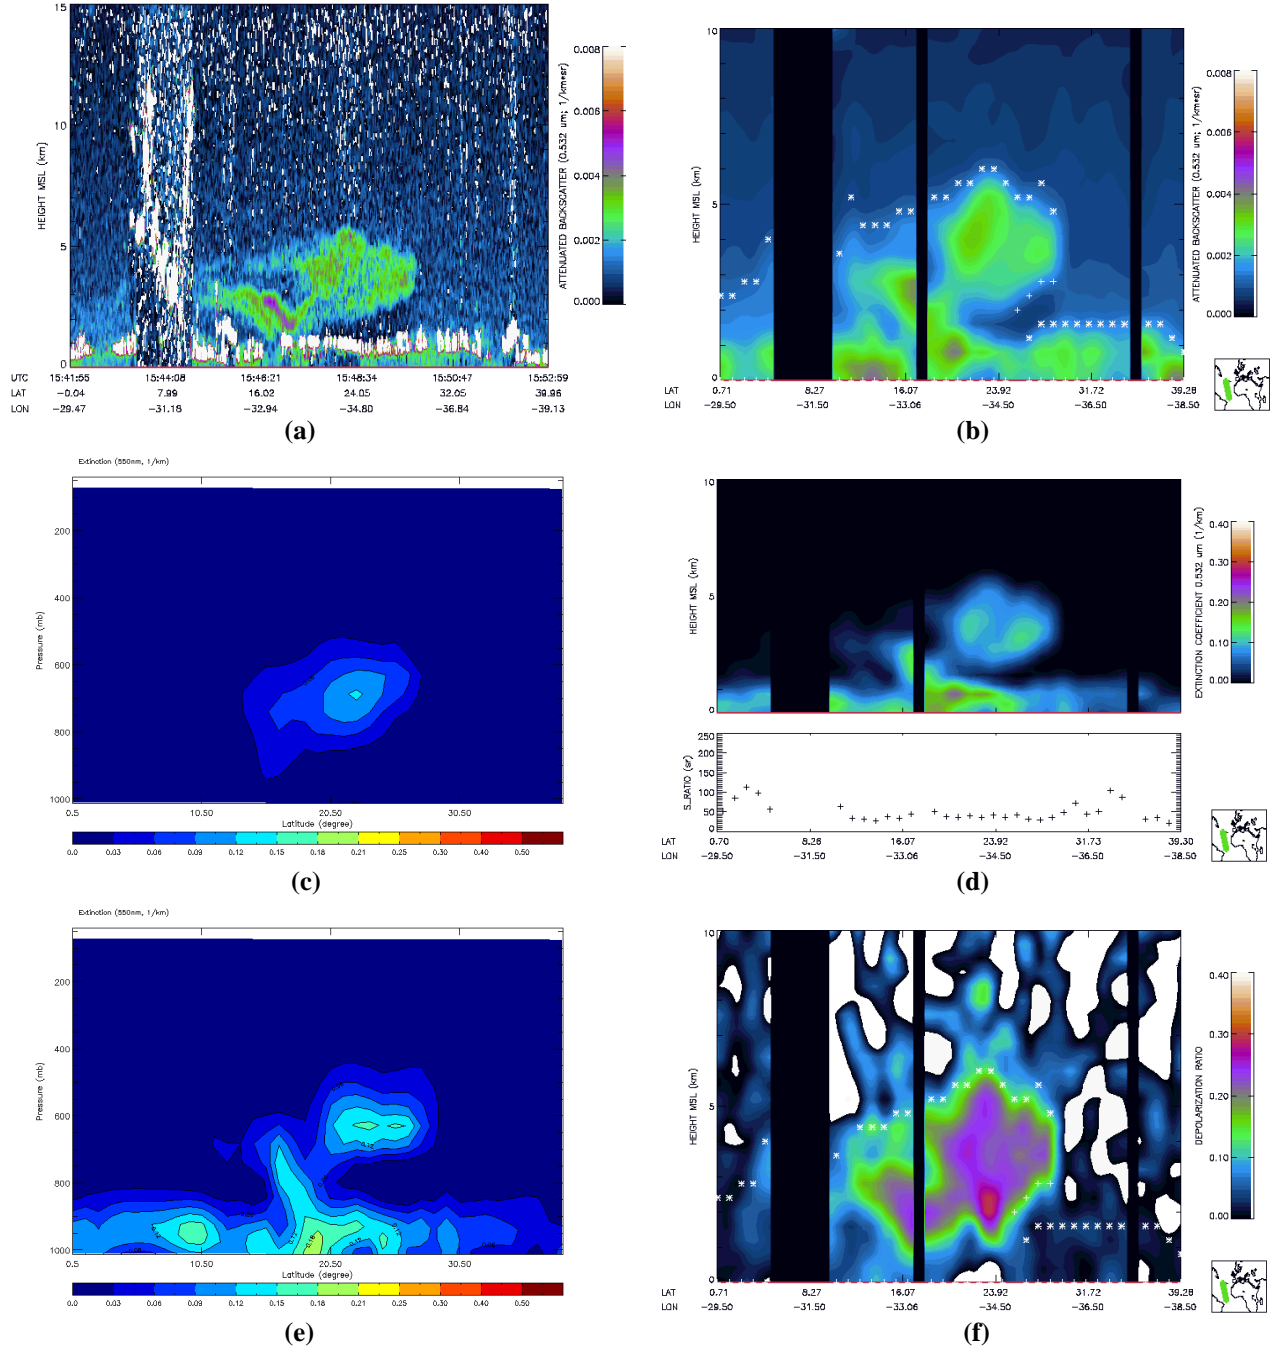 15
10
5
0
HEIGHT MSL (km)
UTC 15:41:55 15:44:08 15:46:21 15:48:34 15:50:47 15:52:59
LAT -0.04 7.99 16.02 24.05 32.05 39.96
LON -29.47 -31.16 -32.94 -34.80 -36.84 -39.13
0.008
0.006
0.004
0.002
0.000
ATTENUATED BACKSCATTER (0.532 um; 1/km*sr)
(a)
10
5
0
HEIGHT MSL (km)
LAT 0.71 8.27 16.07 23.92 31.72 39.28
LON -29.50 -31.50 -33.06 -34.50 -36.50 -38.50
0.008
0.006
0.004
0.002
0.000
ATTENUATED BACKSCATTER (0.532 um; 1/km*sr)
(b)
Extinction (550nm, 1/km)
200
400
600
800
1000
Pressure (mb)
0.5 10.50 20.50 30.50
Latitude (degree)
0.0 0.03 0.06 0.09 0.12 0.15 0.18 0.21 0.25 0.30 0.40 0.50
(c)
10
5
0
HEIGHT MSL (km)
0.40
0.30
0.20
0.10
0.00
EXTINCTION COEFFICIENT 0.532 um (1/km)
250
200
150
100
50
0
S_RATIO (sr)
LAT 0.70 8.26 16.07 23.92 31.73 39.30
LON -29.50 -31.50 -33.06 -34.50 -36.50 -38.50
(d)
Extinction (550nm, 1/km)
200
400
600
800
1000
Pressure (mb)
0.5 10.50 20.50 30.50
Latitude (degree)
0.0 0.03 0.06 0.09 0.12 0.15 0.18 0.21 0.25 0.30 0.40 0.50
(e)
10
5
0
HEIGHT MSL (km)
LAT 0.71 8.27 16.07 23.92 31.72 39.28
LON -29.50 -31.50 -33.06 -34.50 -36.50 -38.50
0.40
0.30
0.20
0.10
0.00
DEPOLARIZATION RATIO
(f)